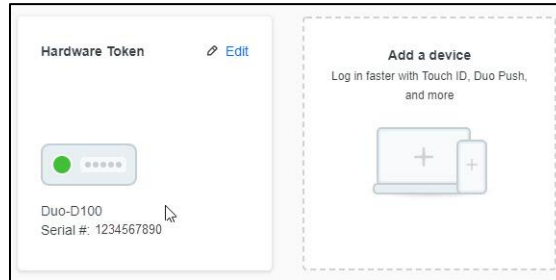 Hardware Token
Edit
Duo-D100
Serial #: 1234567890
Add a device
Log in faster with Touch ID, Duo Push,
and more